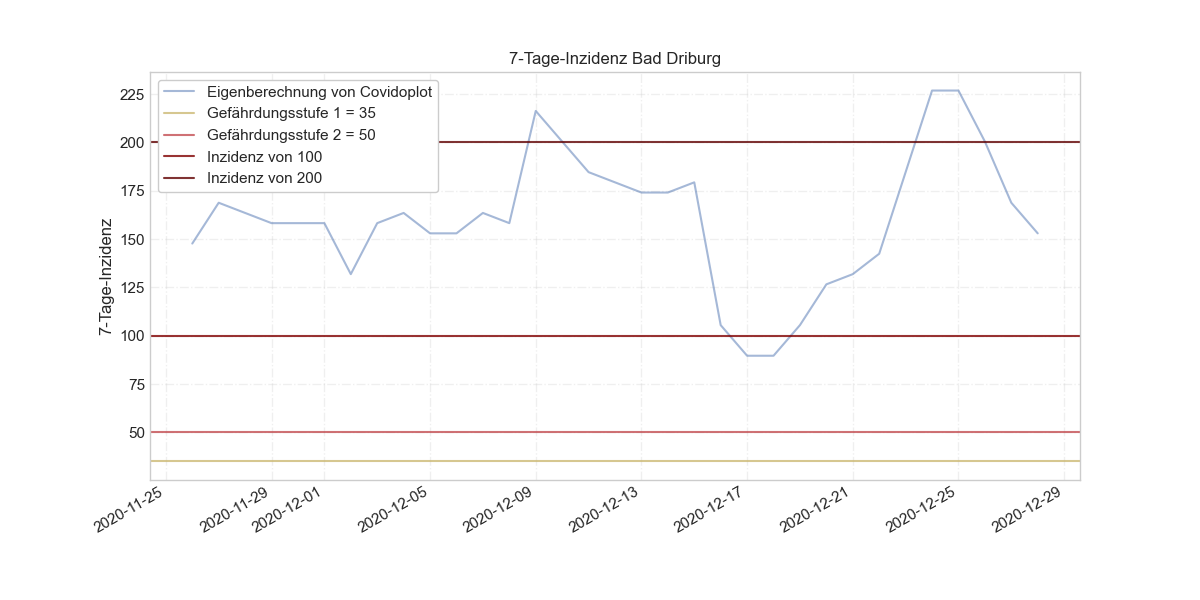 7-Tage-Inzidenz Bad Driburg
Eigenberechnung von Covidoplot
Gefährdungsstufe 1 = 35
Gefährdungsstufe 2 = 50
Inzidenz von 100
Inzidenz von 200
7-Tage-Inzidenz
225
200
175
150
125
100
75
50
2020-11-25
2020-11-29
2020-12-01
2020-12-05
2020-12-09
2020-12-13
2020-12-17
2020-12-21
2020-12-25
2020-12-29